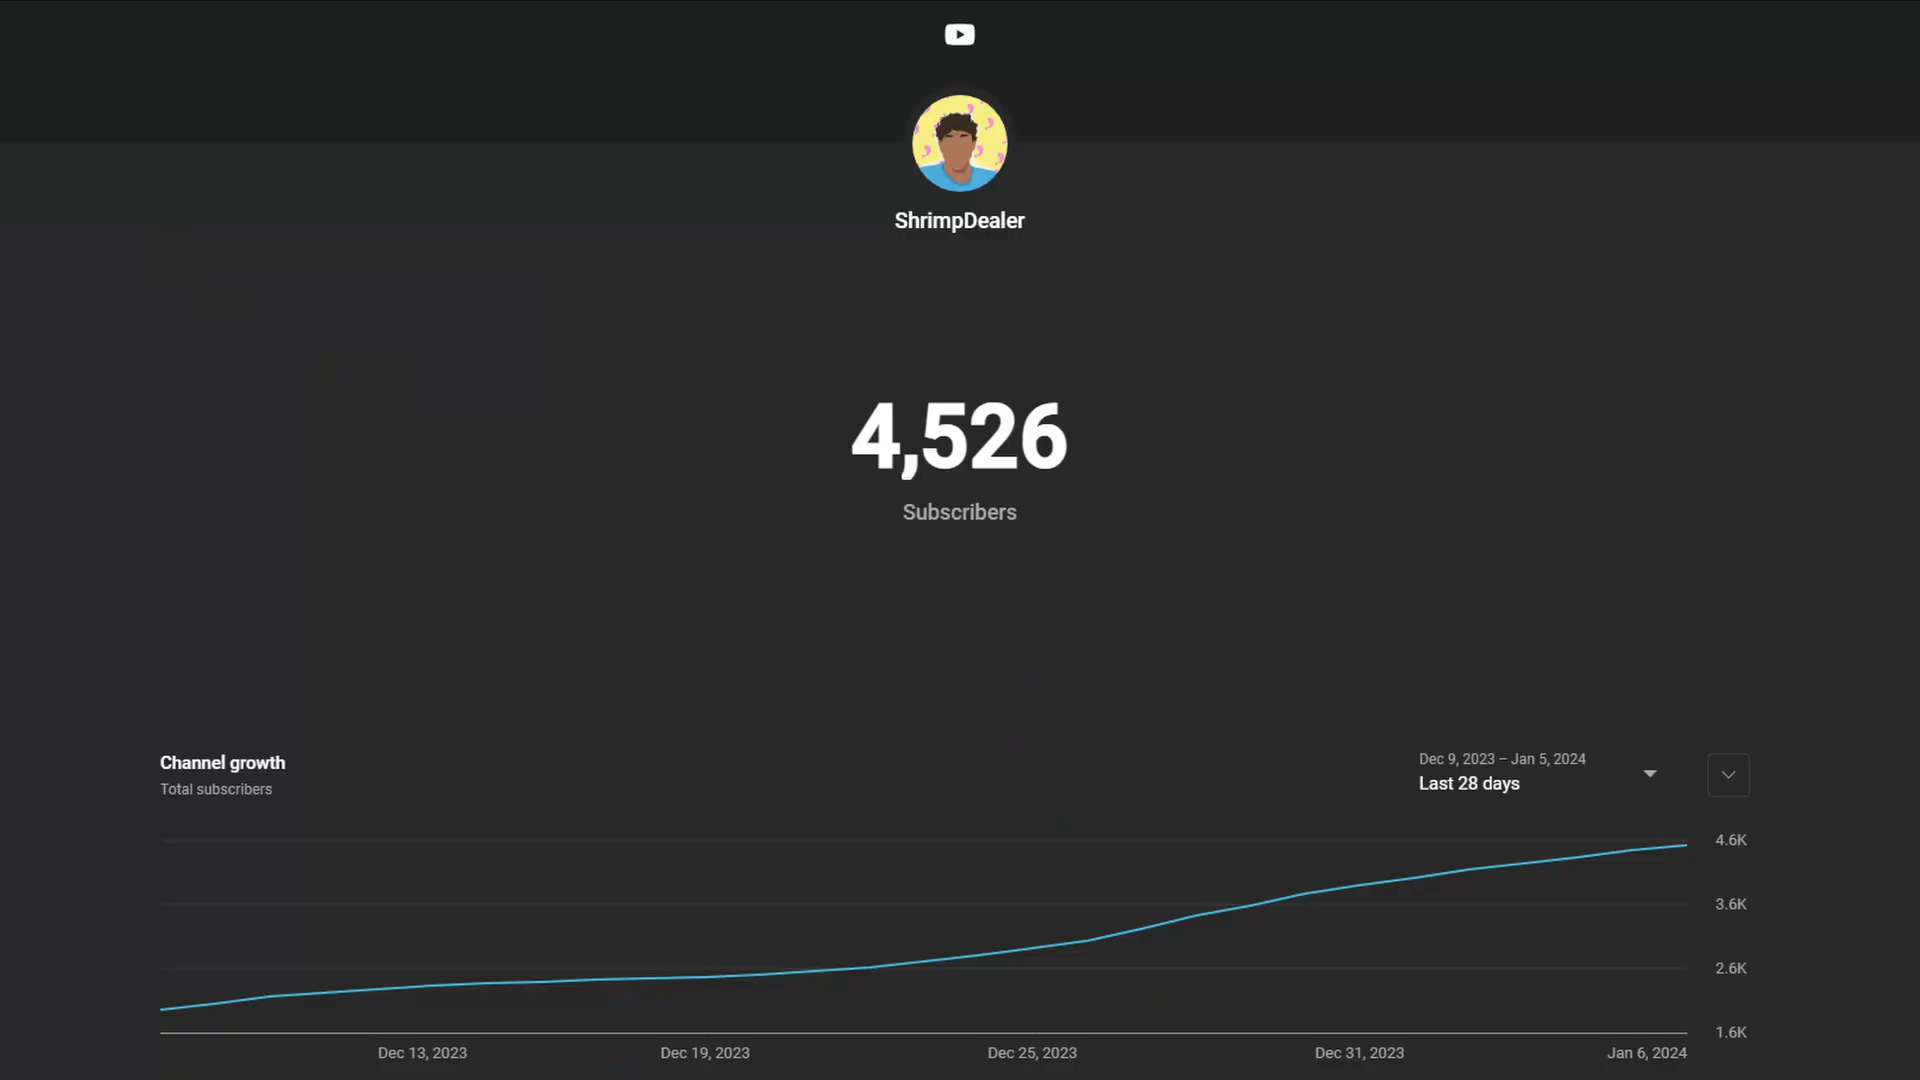 ShrimpDealer
4,526
Subscribers
Channel growth
Total subscribers
Dec 9, 2023 – Jan 5, 2024
Last 28 days
4.6K
3.6K
2.6K
1.6K
Dec 13, 2023
Dec 19, 2023
Dec 25, 2023
Dec 31, 2023
Jan 6, 2024